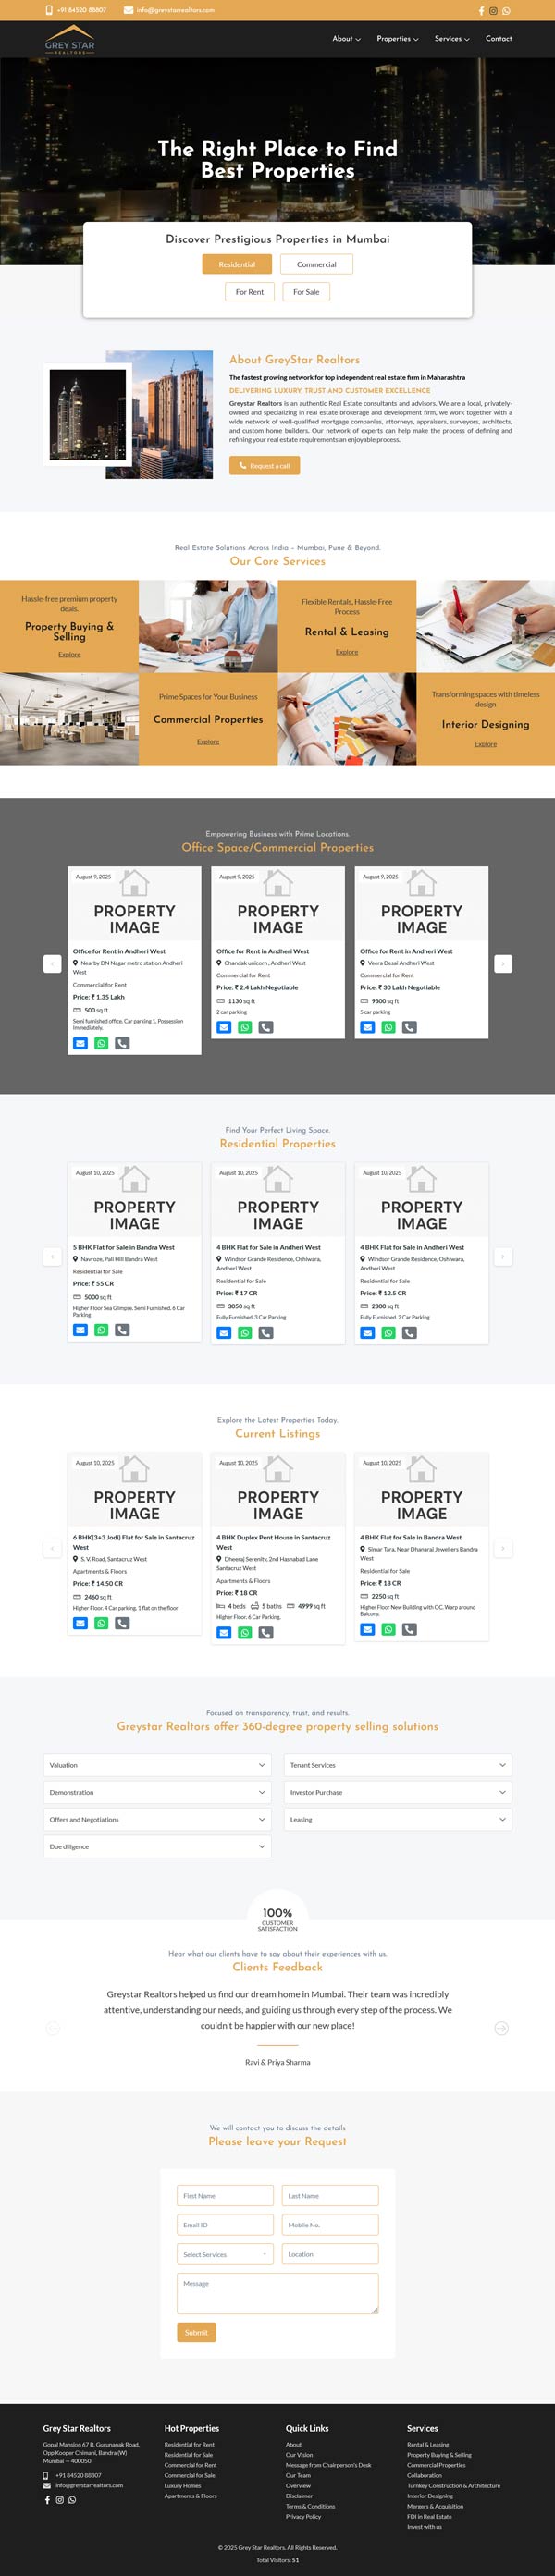 +91 84520 88807 info@greystarrealtors.com
GREY STAR
REALTORS
About Properties Services Contact
The Right Place to Find
Best Properties
Discover Prestigious Properties in Mumbai
Residential Commercial
For Rent For Sale
About GreyStar Realtors
The fastest growing network for top independent real estate firm in Maharashtra
DELIVERING LUXURY, TRUST AND CUSTOMER EXCELLENCE
Greystar Realtors is an authentic Real Estate consultants and advisors. We are a local, privately-
owned and specializing in real estate brokerage and development firm, we work together with a
wide network of well-qualified mortgage companies, attorneys, appraisers, surveyors, architects,
and custom home builders. Our network of experts can help make the process of defining and
refining your real estate requirements an enjoyable process.
Request a call
Real Estate Solutions Across India – Mumbai, Pune & Beyond.
Our Core Services
Hassle-free premium property
deals.
Property Buying &
Selling
Explore
Flexible Rentals, Hassle-Free
Process
Rental & Leasing
Explore
Prime Spaces for Your Business
Commercial Properties
Explore
Transforming spaces with timeless
design
Interior Designing
Explore
Empowering Business with Prime Locations.
Office Space/Commercial Properties
August 9, 2025
PROPERTY
IMAGE
Office for Rent in Andheri West
Nearby DN Nagar metro station Andheri
West
Commercial for Rent
Price: ₹ 1.35 Lakh
500 sq ft
Semi furnished office, Car parking 1, Possession
Immediately.
August 9, 2025
PROPERTY
IMAGE
Office for Rent in Andheri West
Chandak unicorn , Andheri West
Commercial for Rent
Price: ₹ 2.4 Lakh Negotiable
1130 sq ft
2 car parking
August 9, 2025
PROPERTY
IMAGE
Office for Rent in Andheri West
Veera Desai Andheri West
Commercial for Rent
Price: ₹ 30 Lakh Negotiable
9300 sq ft
5 car parking
Find Your Perfect Living Space.
Residential Properties
August 10, 2025
PROPERTY
IMAGE
5 BHK Flat for Sale in Bandra West
Navroze, Pali Hill Bandra West
Residential for Sale
Price: ₹ 55 CR
5000 sq ft
Higher Floor Sea Glimpse, Semi Furnished, 6 Car
Parking
August 10, 2025
PROPERTY
IMAGE
4 BHK Flat for Sale in Andheri West
Windsor Grande Residence, Oshiwara,
Andheri West
Residential for Sale
Price: ₹ 17 CR
3050 sq ft
Fully Furnished, 3 Car Parking
August 10, 2025
PROPERTY
IMAGE
4 BHK Flat for Sale in Andheri West
Windsor Grande Residence, Oshiwara,
Andheri West
Residential for Sale
Price: ₹ 12.5 CR
2300 sq ft
Fully Furnished, 2 Car Parking
Explore the Latest Properties Today.
Current Listings
August 10, 2025
PROPERTY
IMAGE
6 BHK(3+3 Jodi) Flat for Sale in Santacruz
West
S. V. Road, Santacruz West
Apartments & Floors
Price: ₹ 14.50 CR
2460 sq ft
Higher Floor, 4 Car parking, 1 flat on the floor
August 10, 2025
PROPERTY
IMAGE
4 BHK Duplex Pent House in Santacruz
West
Dheeraj Serenity, 2nd Hasnabad Lane
Santacruz West
Apartments & Floors
Price: ₹ 18 CR
4 beds 5 baths 4999 sq ft
Higher Floor, 6 Car Parking,
August 10, 2025
PROPERTY
IMAGE
4 BHK Flat for Sale in Bandra West
Simar Tara, Near Dhanaraj Jewellers Bandra
West
Residential for Sale
Price: ₹ 18 CR
2250 sq ft
Higher Floor New Building with OC, Warp around
Balcony.
Focused on transparency, trust, and results.
Greystar Realtors offer 360-degree property selling solutions
Valuation Tenant Services
Demonstration Investor Purchase
Offers and Negotiations Leasing
Due diligence
100%
CUSTOMER
SATISFACTION
Hear what our clients have to say about their experiences with us.
Clients Feedback
Greystar Realtors helped us find our dream home in Mumbai. Their team was incredibly
attentive, understanding our needs, and guiding us through every step of the process. We
couldn't be happier with our new place!
Ravi & Priya Sharma
We will contact you to discuss the details
Please leave your Request
First Name Last Name
Email ID Mobile No.
Select Services Location
Message
Submit
Grey Star Realtors
Gopal Mansion 67 B, Gurunanak Road,
Opp Kooper Chimani, Bandra (W)
Mumbai — 400050
+91 84520 88807
info@greystarrealtors.com
Hot Properties
Residential for Rent
Residential for Sale
Commercial for Rent
Commercial for Sale
Luxury Homes
Apartments & Floors
Quick Links
About
Our Vision
Message from Chairperson's Desk
Our Team
Overview
Disclaimer
Terms & Conditions
Privacy Policy
Services
Rental & Leasing
Property Buying & Selling
Commercial Properties
Collaboration
Turnkey Construction & Architecture
Interior Designing
Mergers & Acquisition
FDI in Real Estate
Invest with us
© 2025 Grey Star Realtors. All Rights Reserved.
Total Visitors: 51